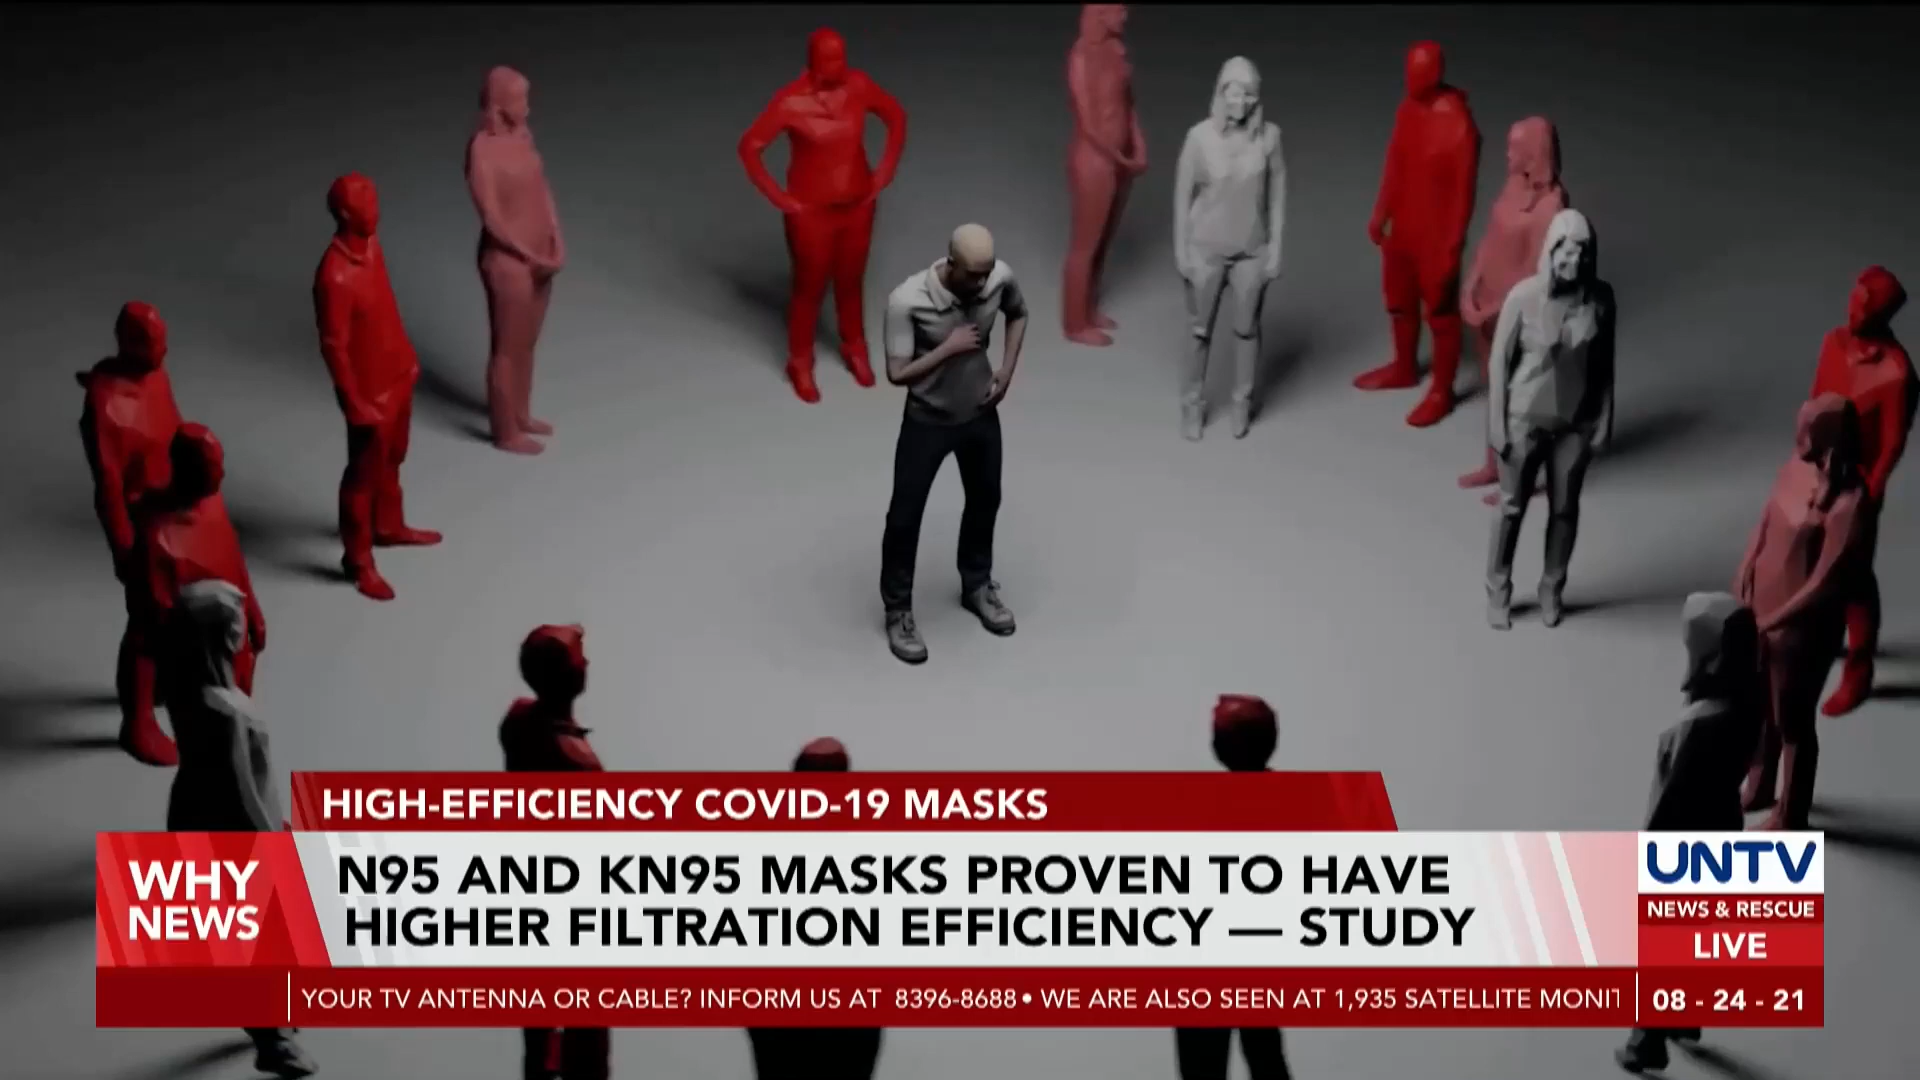 HIGH-EFFICIENCY COVID-19 MASKS
WHY
NEWS
N95 AND KN95 MASKS PROVEN TO HAVE
HIGHER FILTRATION EFFICIENCY — STUDY
UNTV
NEWS & RESCUE
LIVE
YOUR TV ANTENNA OR CABLE? INFORM US AT 8396-8688• WE ARE ALSO SEEN AT 1,935 SATELLITE
08 - 24 - 21